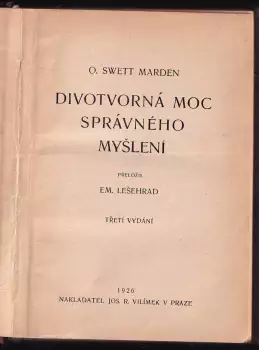 O. SWETT MARDEN
DIVOTVORNÁ MOC
SPRÁVNÉHO
MYŠLENÍ
PŘELOŽIL
EM. LEŠEHRAD
TŘETÍ VYDÁNÍ
1926
NAKLADATEL JOS. R. VILÍMEK V PRAZE